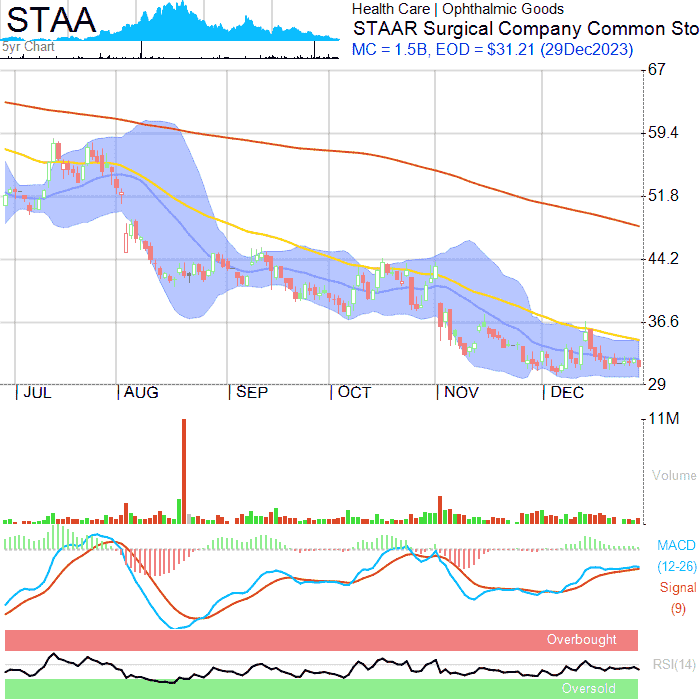 STAA
5yr Chart
Health Care | Ophthalmic Goods
STAAR Surgical Company Common Sto
MC = 1.5B, EOD = $31.21 (29Dec2023)
67
59.4
51.8
44.2
36.6
29
JUL
AUG
SEP
OCT
NOV
DEC
11M
Volume
MACD
(12-26)
Signal
(9)
Overbought
RSI(14)
Oversold